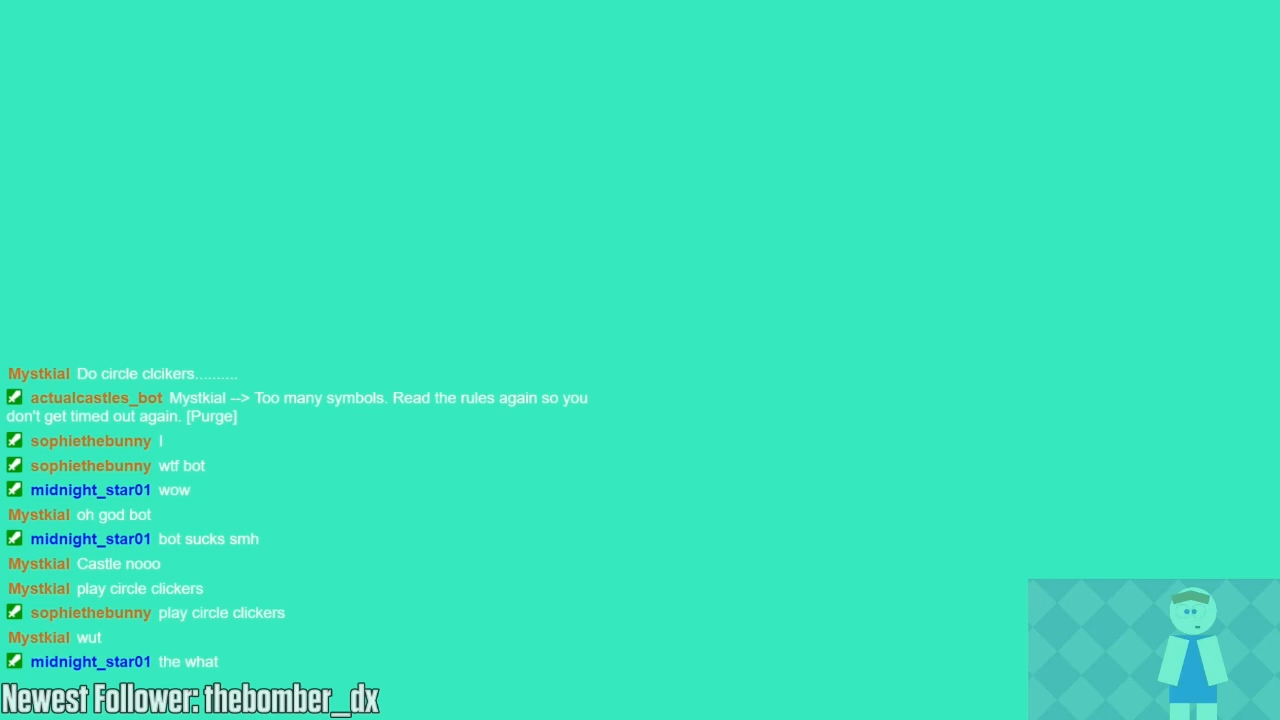 Mystkial Do circle clcikers..........
actualcastles_bot Mystkial --> Too many symbols. Read the rules again so you
don't get timed out again. [Purge]
sophiethebunny I
sophiethebunny wtf bot
midnight_star01 wow
Mystkial oh god bot
midnight_star01 bot sucks smh
Mystkial Castle nooo
Mystkial play circle clickers
sophiethebunny play circle clickers
Mystkial wut
midnight_star01 the what
Newest Follower: thebomber_dx